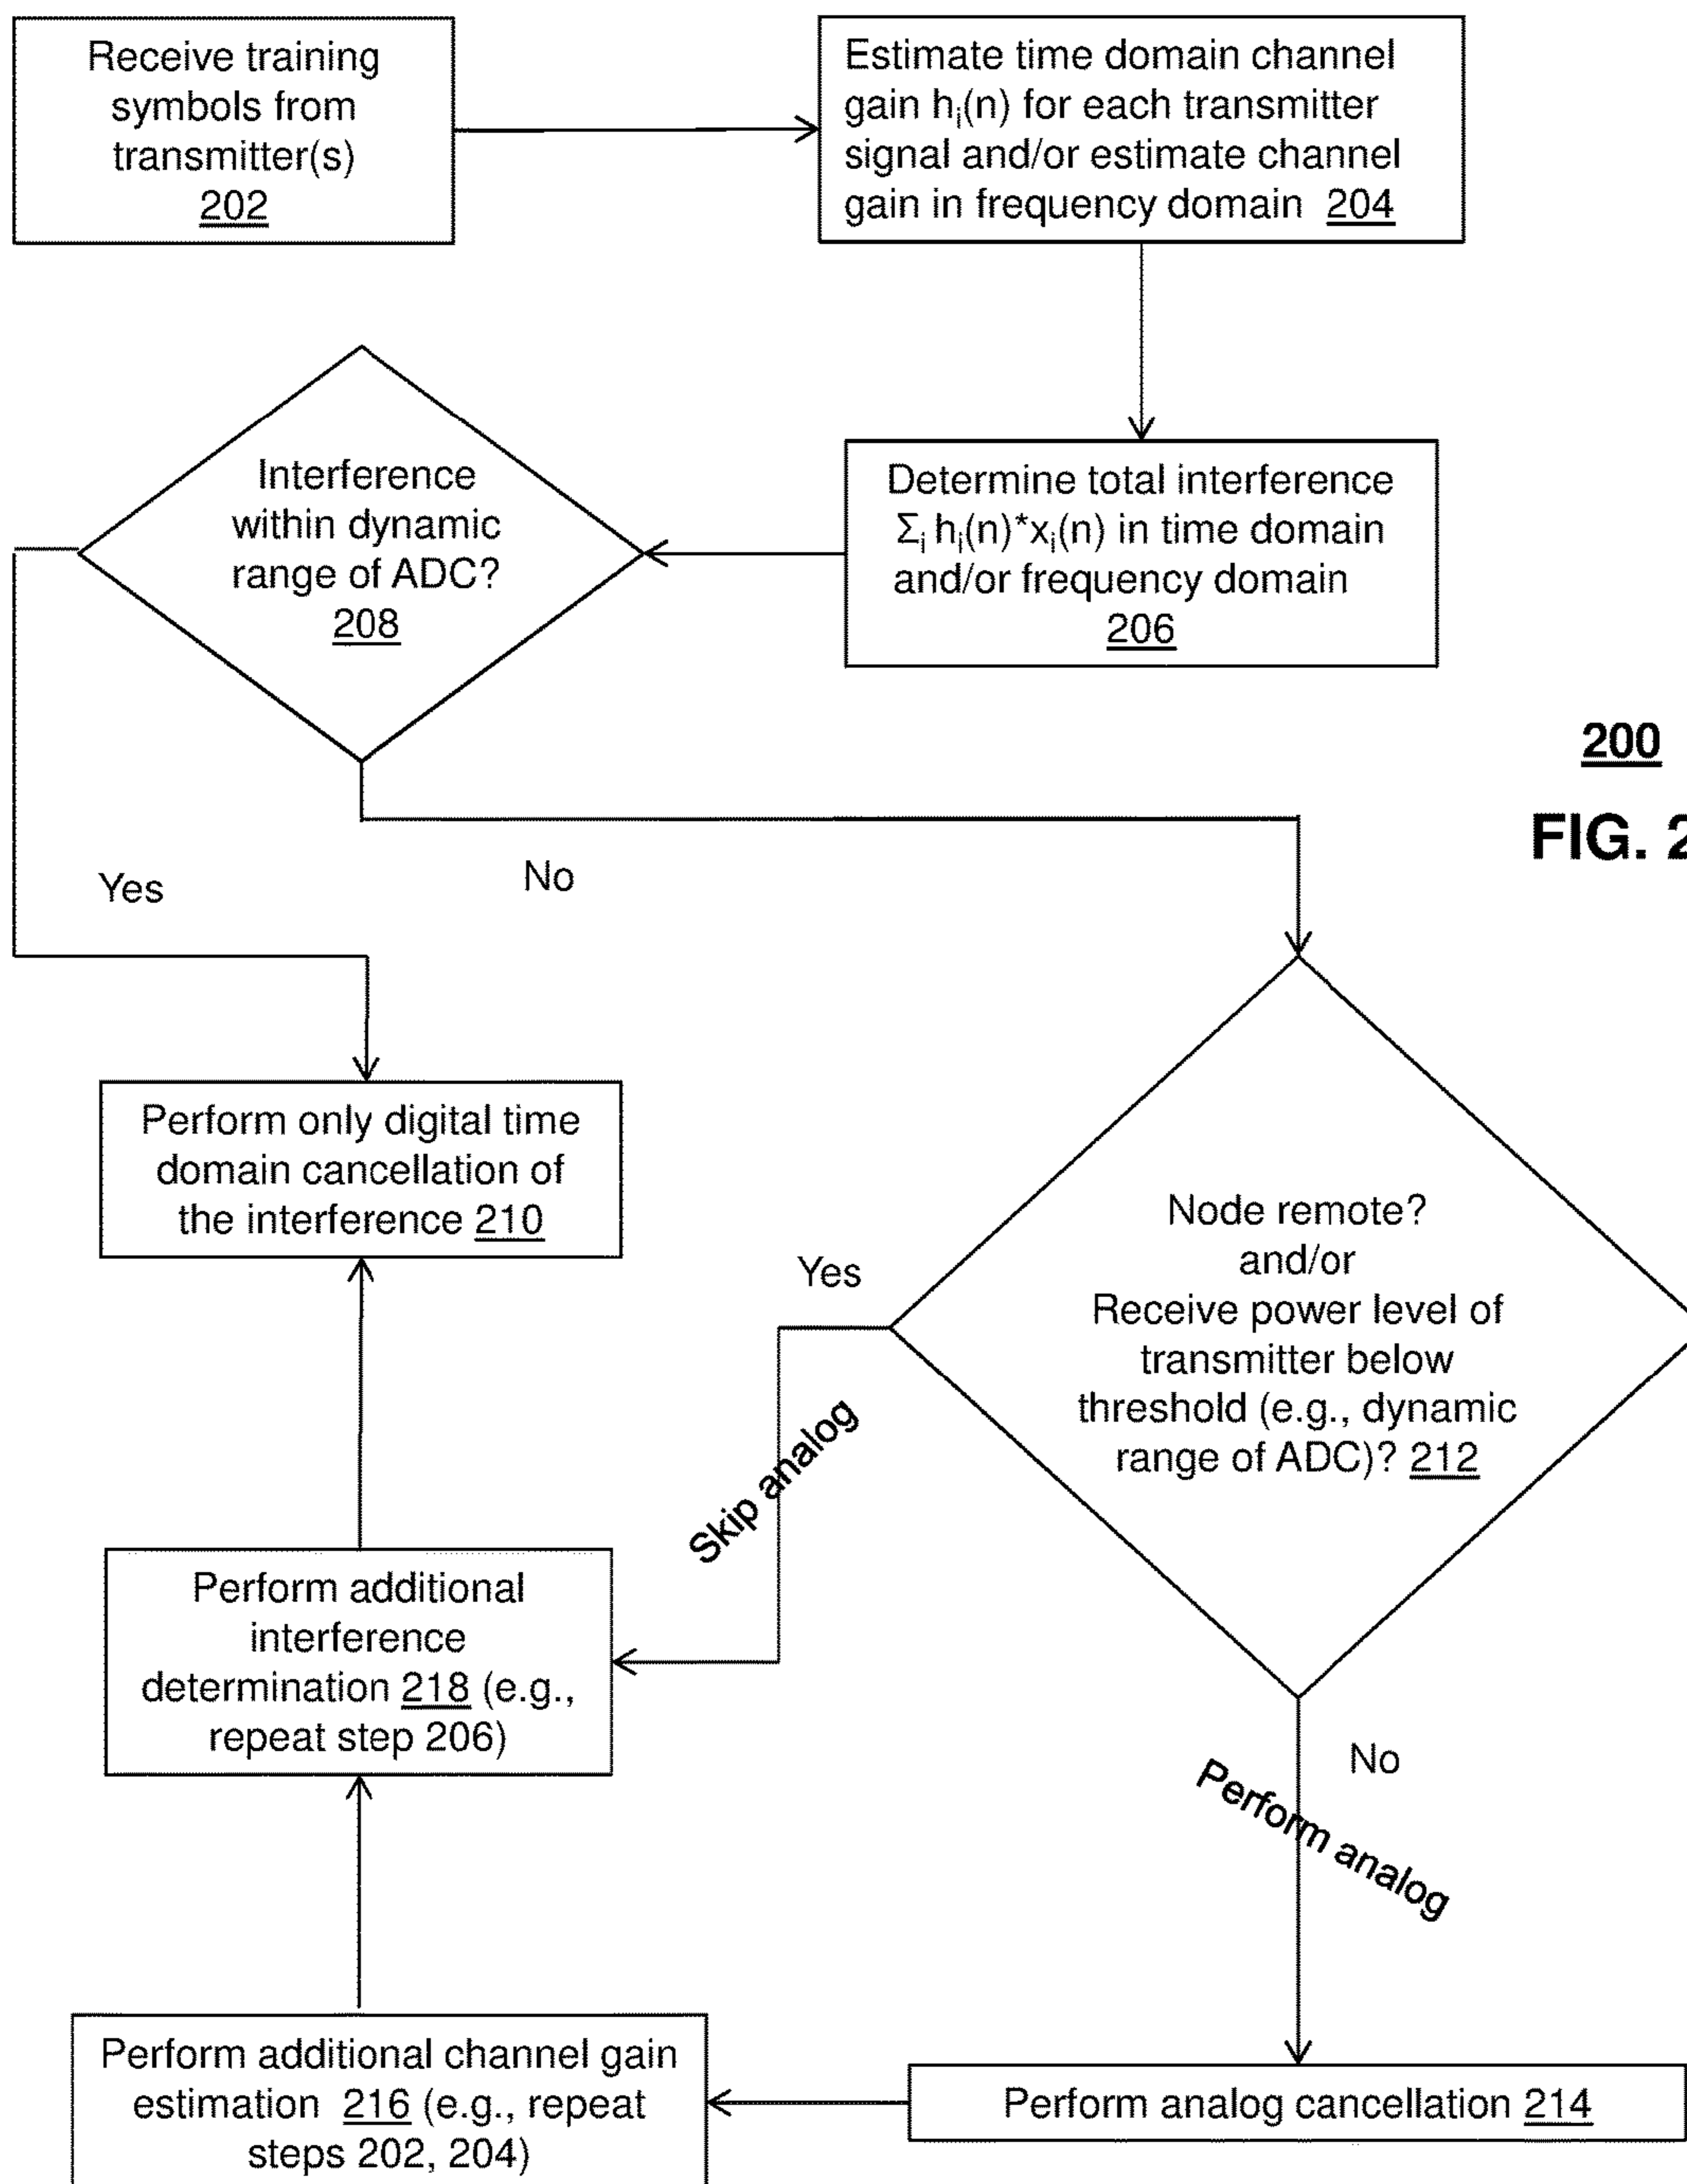 Receive training
symbols from
transmitter(s)
202
Estimate time domain channel
gain hi(n) for each transmitter
signal and/or estimate channel
gain in frequency domain 204
Interference
within dynamic
range of ADC?
208
Determine total interference
Σi hi(n)*xi(n) in time domain
and/or frequency domain
206
200
FIG. 2
Yes
No
Perform only digital time
domain cancellation of
the interference 210
Node remote?
and/or
Receive power level of
transmitter below
threshold (e.g., dynamic
range of ADC)? 212
Yes
Skip analog
Perform additional
interference
determination 218 (e.g.,
repeat step 206)
No
Perform analog
Perform additional channel gain
estimation 216 (e.g., repeat
steps 202, 204)
Perform analog cancellation 214